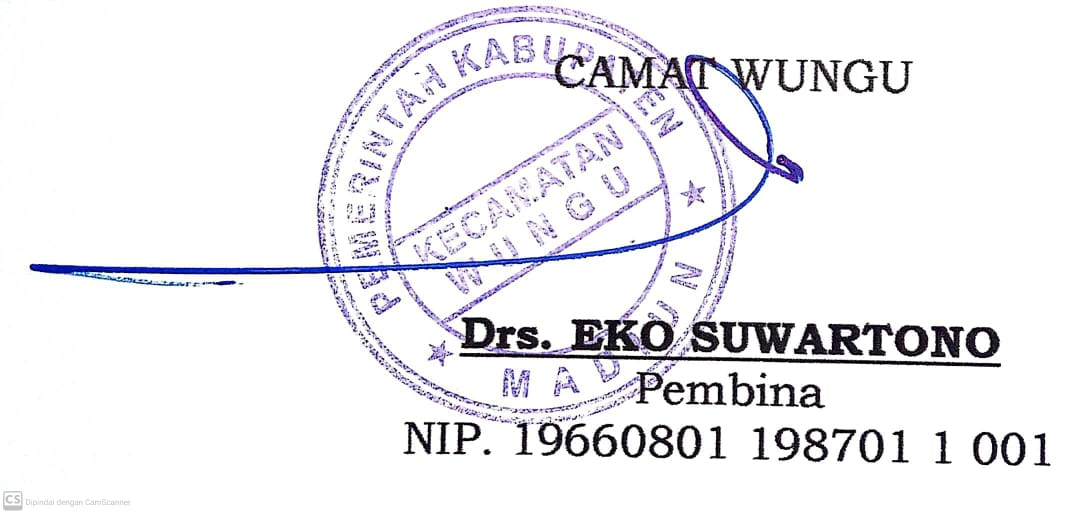 CAMAT WUNGU
PEMERINTAH KABUPATEN
KECAMATAN
WUNGU
MADIUN
Drs. EKO SUWARTONO
Pembina
NIP. 19660801 198701 1 001
CS Dipindai dengan CamScanner